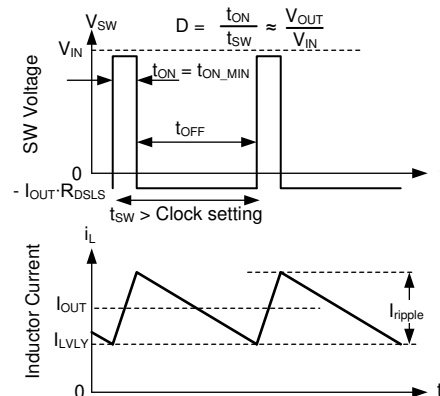 V_SW
D = t_ON / t_SW ≈ V_OUT / V_IN
V_IN
t_ON = t_ON_MIN
SW Voltage
t_OFF
0
- I_OUT·R_DSLS
t_SW > Clock setting
i_L
Inductor Current
I_OUT
I_ripple
I_LVLY
0
t